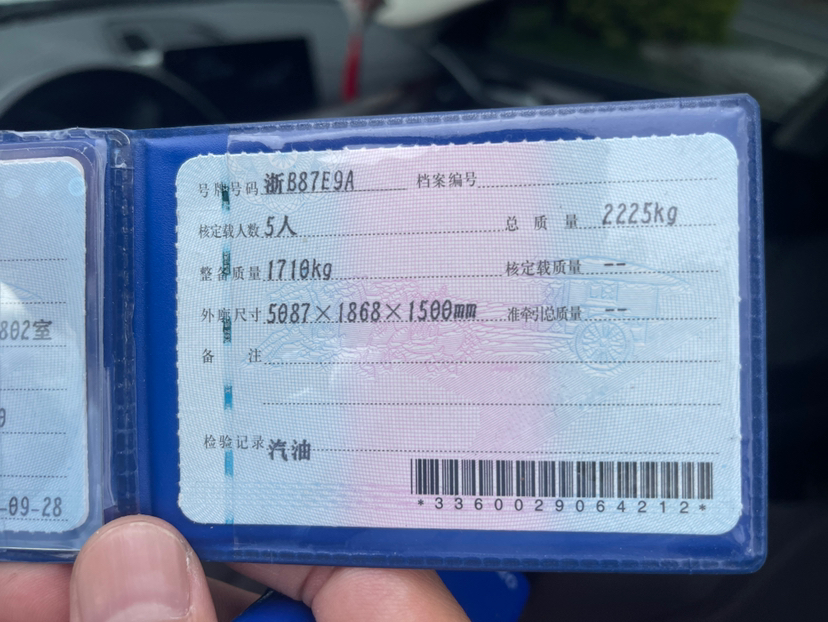 号牌号码 浙B87E9A 档案编号
核定载人数 5人 总质量 2225kg
整备质量 1710kg 核定载质量 --
外廓尺寸 5087×1868×1500mm 准牵引总质量 --
备注
检验记录 汽油
*3360029064212*
802室
-09-28